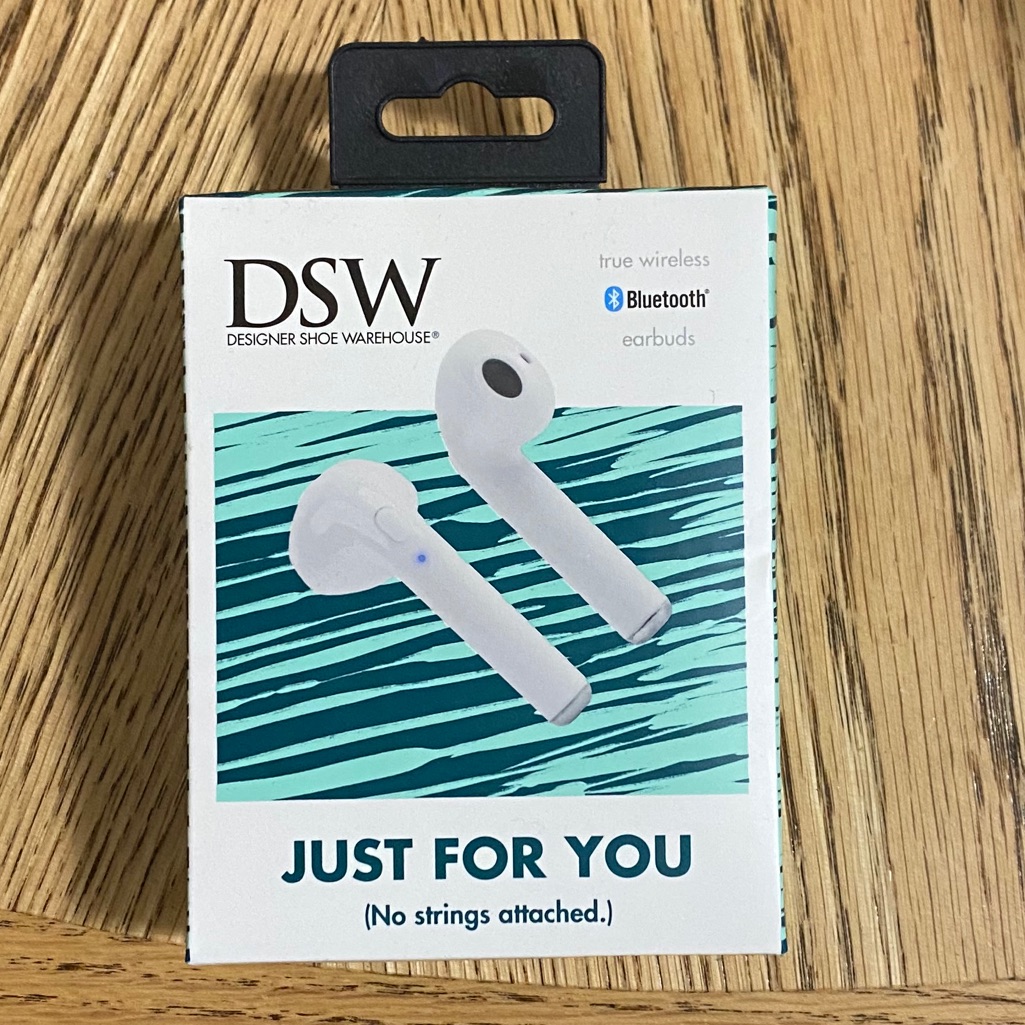 DSW
DESIGNER SHOE WAREHOUSE®
true wireless
Bluetooth®
earbuds
JUST FOR YOU
(No strings attached.)